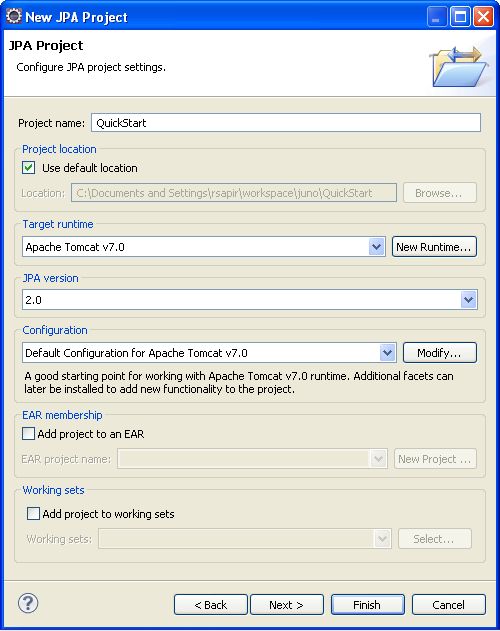 New JPA Project
JPA Project
Configure JPA project settings.
Project name: QuickStart
Project location
Use default location
Location: C:\Documents and Settings\rsapir\workspace\juno\QuickStart Browse...
Target runtime
Apache Tomcat v7.0 New Runtime...
JPA version
2.0
Configuration
Default Configuration for Apache Tomcat v7.0 Modify...
A good starting point for working with Apache Tomcat v7.0 runtime. Additional facets can
later be installed to add new functionality to the project.
EAR membership
Add project to an EAR
EAR project name: New Project ...
Working sets
Add project to working sets
Working sets: Select...
? < Back Next > Finish Cancel